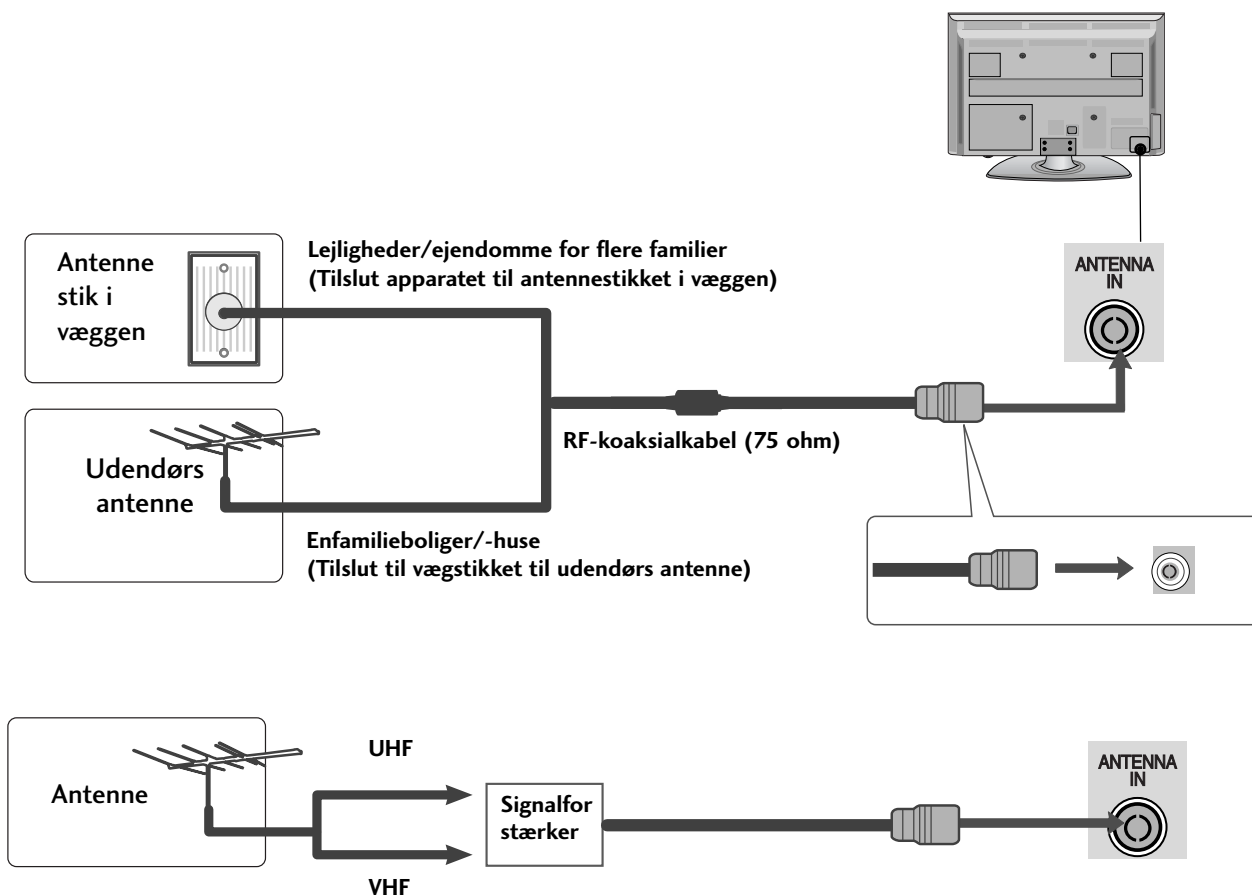 Antenne
stik i
væggen
Lejligheder/ejendomme for flere familier
(Tilslut apparatet til antennestikket i væggen)
ANTENNA
IN
RF-koaksialkabel (75 ohm)
Udendørs
antenne
Enfamilieboliger/-huse
(Tilslut til vægstikket til udendørs antenne)
Antenne
UHF
VHF
Signalfor
stærker
ANTENNA
IN